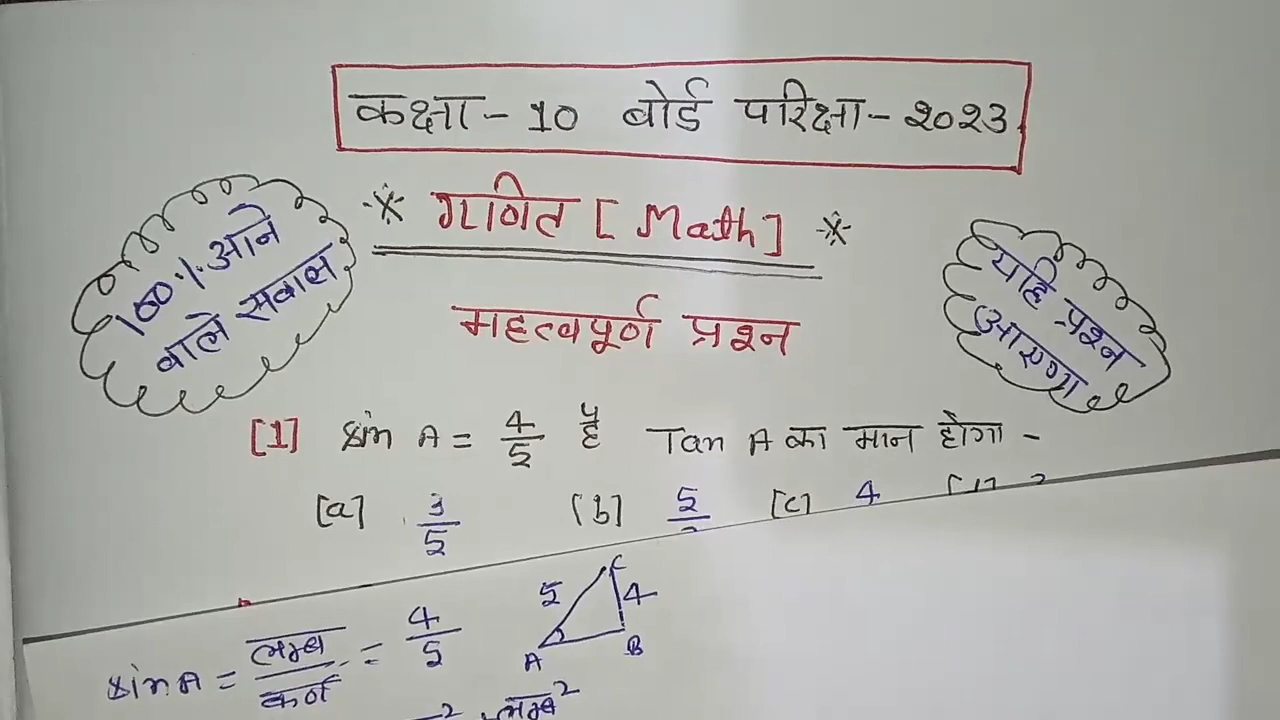 कक्षा - 10 बोर्ड परिक्षा - २०२३
* गणित [Math] *
100% आने
वाले सवाल
यहि प्रश्न
आएगा
महत्वपूर्ण प्रश्न
[1] sin A = 4/5 है Tan A का मान होगा -
[a] 3/5 [b] 5 [c] 4
sin A = लम्ब/कर्ण = 4/5
5 C 4
A B
लम्ब²